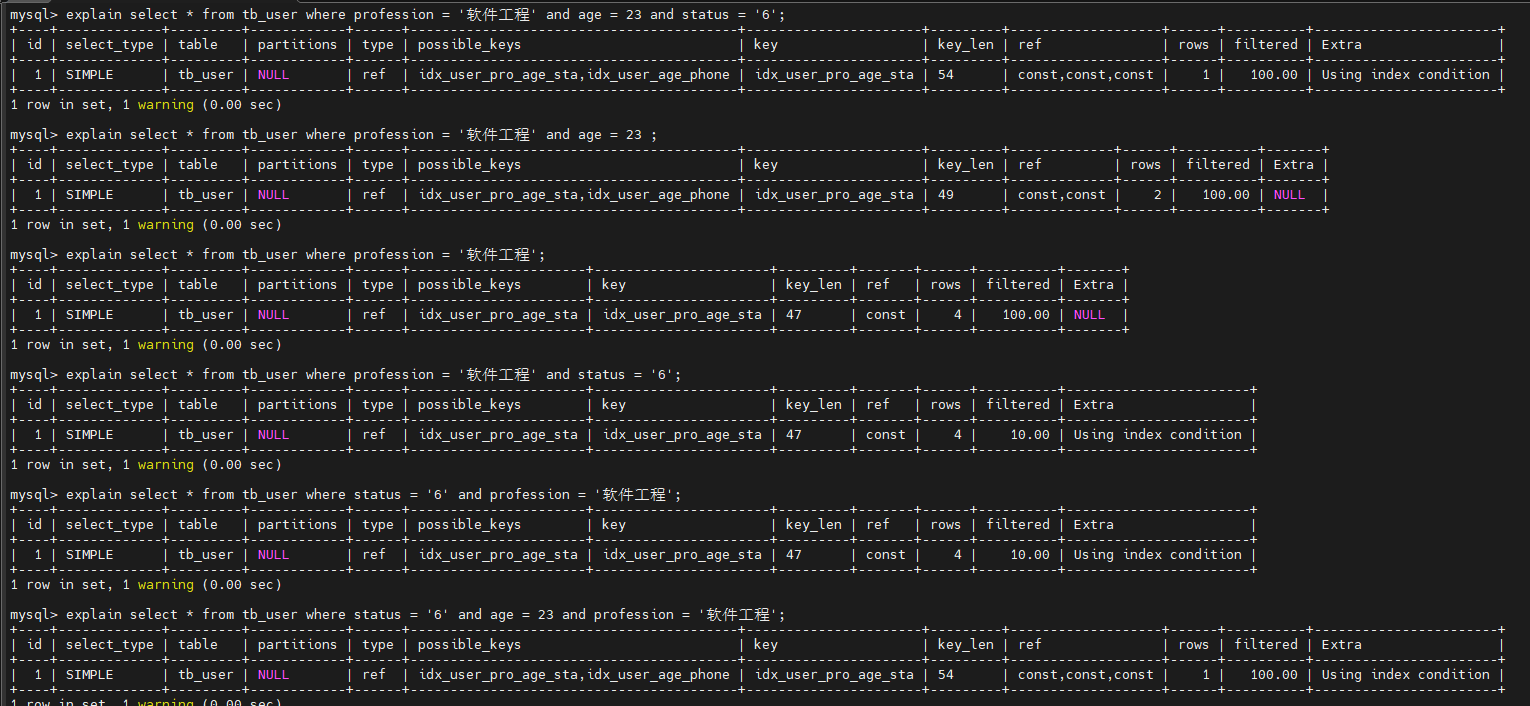 mysql> explain select * from tb_user where profession = '软件工程' and age = 23 and status = '6';
+----+-------------+---------+------------+------+---------------------------------------+----------------------+---------+-------------------+------+----------+-----------------------+
| id | select_type | table   | partitions | type | possible_keys                         | key                  | key_len | ref               | rows | filtered | Extra                 |
+----+-------------+---------+------------+------+---------------------------------------+----------------------+---------+-------------------+------+----------+-----------------------+
| 1 | SIMPLE      | tb_user | NULL       | ref  | idx_user_pro_age_sta,idx_user_age_phone | idx_user_pro_age_sta | 54      | const,const,const | 1 | 100.00 | Using index condition |
+----+-------------+---------+------------+------+---------------------------------------+----------------------+---------+-------------------+------+----------+-----------------------+
1 row in set, 1 warning (0.00 sec)
mysql> explain select * from tb_user where profession = '软件工程' and age = 23 ;
+----+-------------+---------+------------+------+---------------------------------------+----------------------+---------+-------------+------+----------+-------+
| id | select_type | table   | partitions | type | possible_keys                         | key                  | key_len | ref         | rows | filtered | Extra |
+----+-------------+---------+------------+------+---------------------------------------+----------------------+---------+-------------+------+----------+-------+
| 1 | SIMPLE      | tb_user | NULL       | ref  | idx_user_pro_age_sta,idx_user_age_phone | idx_user_pro_age_sta | 49      | const,const | 2 | 100.00 | NULL  |
+----+-------------+---------+------------+------+---------------------------------------+----------------------+---------+-------------+------+----------+-------+
1 row in set, 1 warning (0.00 sec)
mysql> explain select * from tb_user where profession = '软件工程';
+----+-------------+---------+------------+------+----------------------+----------------------+---------+-------+------+----------+-------+
| id | select_type | table   | partitions | type | possible_keys        | key                  | key_len | ref   | rows | filtered | Extra |
+----+-------------+---------+------------+------+----------------------+----------------------+---------+-------+------+----------+-------+
| 1 | SIMPLE      | tb_user | NULL       | ref  | idx_user_pro_age_sta | idx_user_pro_age_sta | 47      | const | 4 | 100.00 | NULL  |
+----+-------------+---------+------------+------+----------------------+----------------------+---------+-------+------+----------+-------+
1 row in set, 1 warning (0.00 sec)
mysql> explain select * from tb_user where profession = '软件工程' and status = '6';
+----+-------------+---------+------------+------+----------------------+----------------------+---------+-------+------+----------+-----------------------+
| id | select_type | table   | partitions | type | possible_keys        | key                  | key_len | ref   | rows | filtered | Extra                 |
+----+-------------+---------+------------+------+----------------------+----------------------+---------+-------+------+----------+-----------------------+
| 1 | SIMPLE      | tb_user | NULL       | ref  | idx_user_pro_age_sta | idx_user_pro_age_sta | 47      | const | 4 | 10.00 | Using index condition |
+----+-------------+---------+------------+------+----------------------+----------------------+---------+-------+------+----------+-----------------------+
1 row in set, 1 warning (0.00 sec)
mysql> explain select * from tb_user where status = '6' and profession = '软件工程';
+----+-------------+---------+------------+------+----------------------+----------------------+---------+-------+------+----------+-----------------------+
| id | select_type | table   | partitions | type | possible_keys        | key                  | key_len | ref   | rows | filtered | Extra                 |
+----+-------------+---------+------------+------+----------------------+----------------------+---------+-------+------+----------+-----------------------+
| 1 | SIMPLE      | tb_user | NULL       | ref  | idx_user_pro_age_sta | idx_user_pro_age_sta | 47      | const | 4 | 10.00 | Using index condition |
+----+-------------+---------+------------+------+----------------------+----------------------+---------+-------+------+----------+-----------------------+
1 row in set, 1 warning (0.00 sec)
mysql> explain select * from tb_user where status = '6' and age = 23 and profession = '软件工程';
+----+-------------+---------+------------+------+---------------------------------------+----------------------+---------+-------------------+------+----------+-----------------------+
| id | select_type | table   | partitions | type | possible_keys                         | key                  | key_len | ref               | rows | filtered | Extra                 |
+----+-------------+---------+------------+------+---------------------------------------+----------------------+---------+-------------------+------+----------+-----------------------+
| 1 | SIMPLE      | tb_user | NULL       | ref  | idx_user_pro_age_sta,idx_user_age_phone | idx_user_pro_age_sta | 54      | const,const,const | 1 | 100.00 | Using index condition |
+----+-------------+---------+------------+------+---------------------------------------+----------------------+---------+-------------------+------+----------+-----------------------+
1 row in set, 1 warning (0.00 sec)